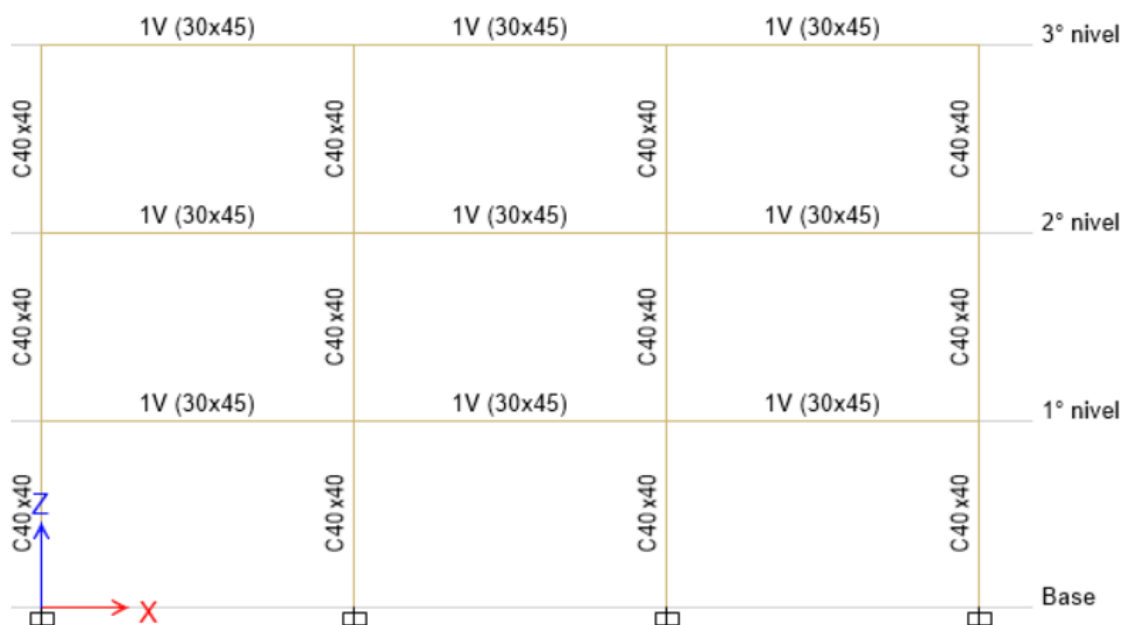 1V (30x45) 1V (30x45) 1V (30x45) 3° nivel
C40x40 C40x40 C40x40 C40x40
1V (30x45) 1V (30x45) 1V (30x45) 2° nivel
C40x40 C40x40 C40x40 C40x40
1V (30x45) 1V (30x45) 1V (30x45) 1° nivel
C40x40 C40x40 C40x40 C40x40
Z
X Base